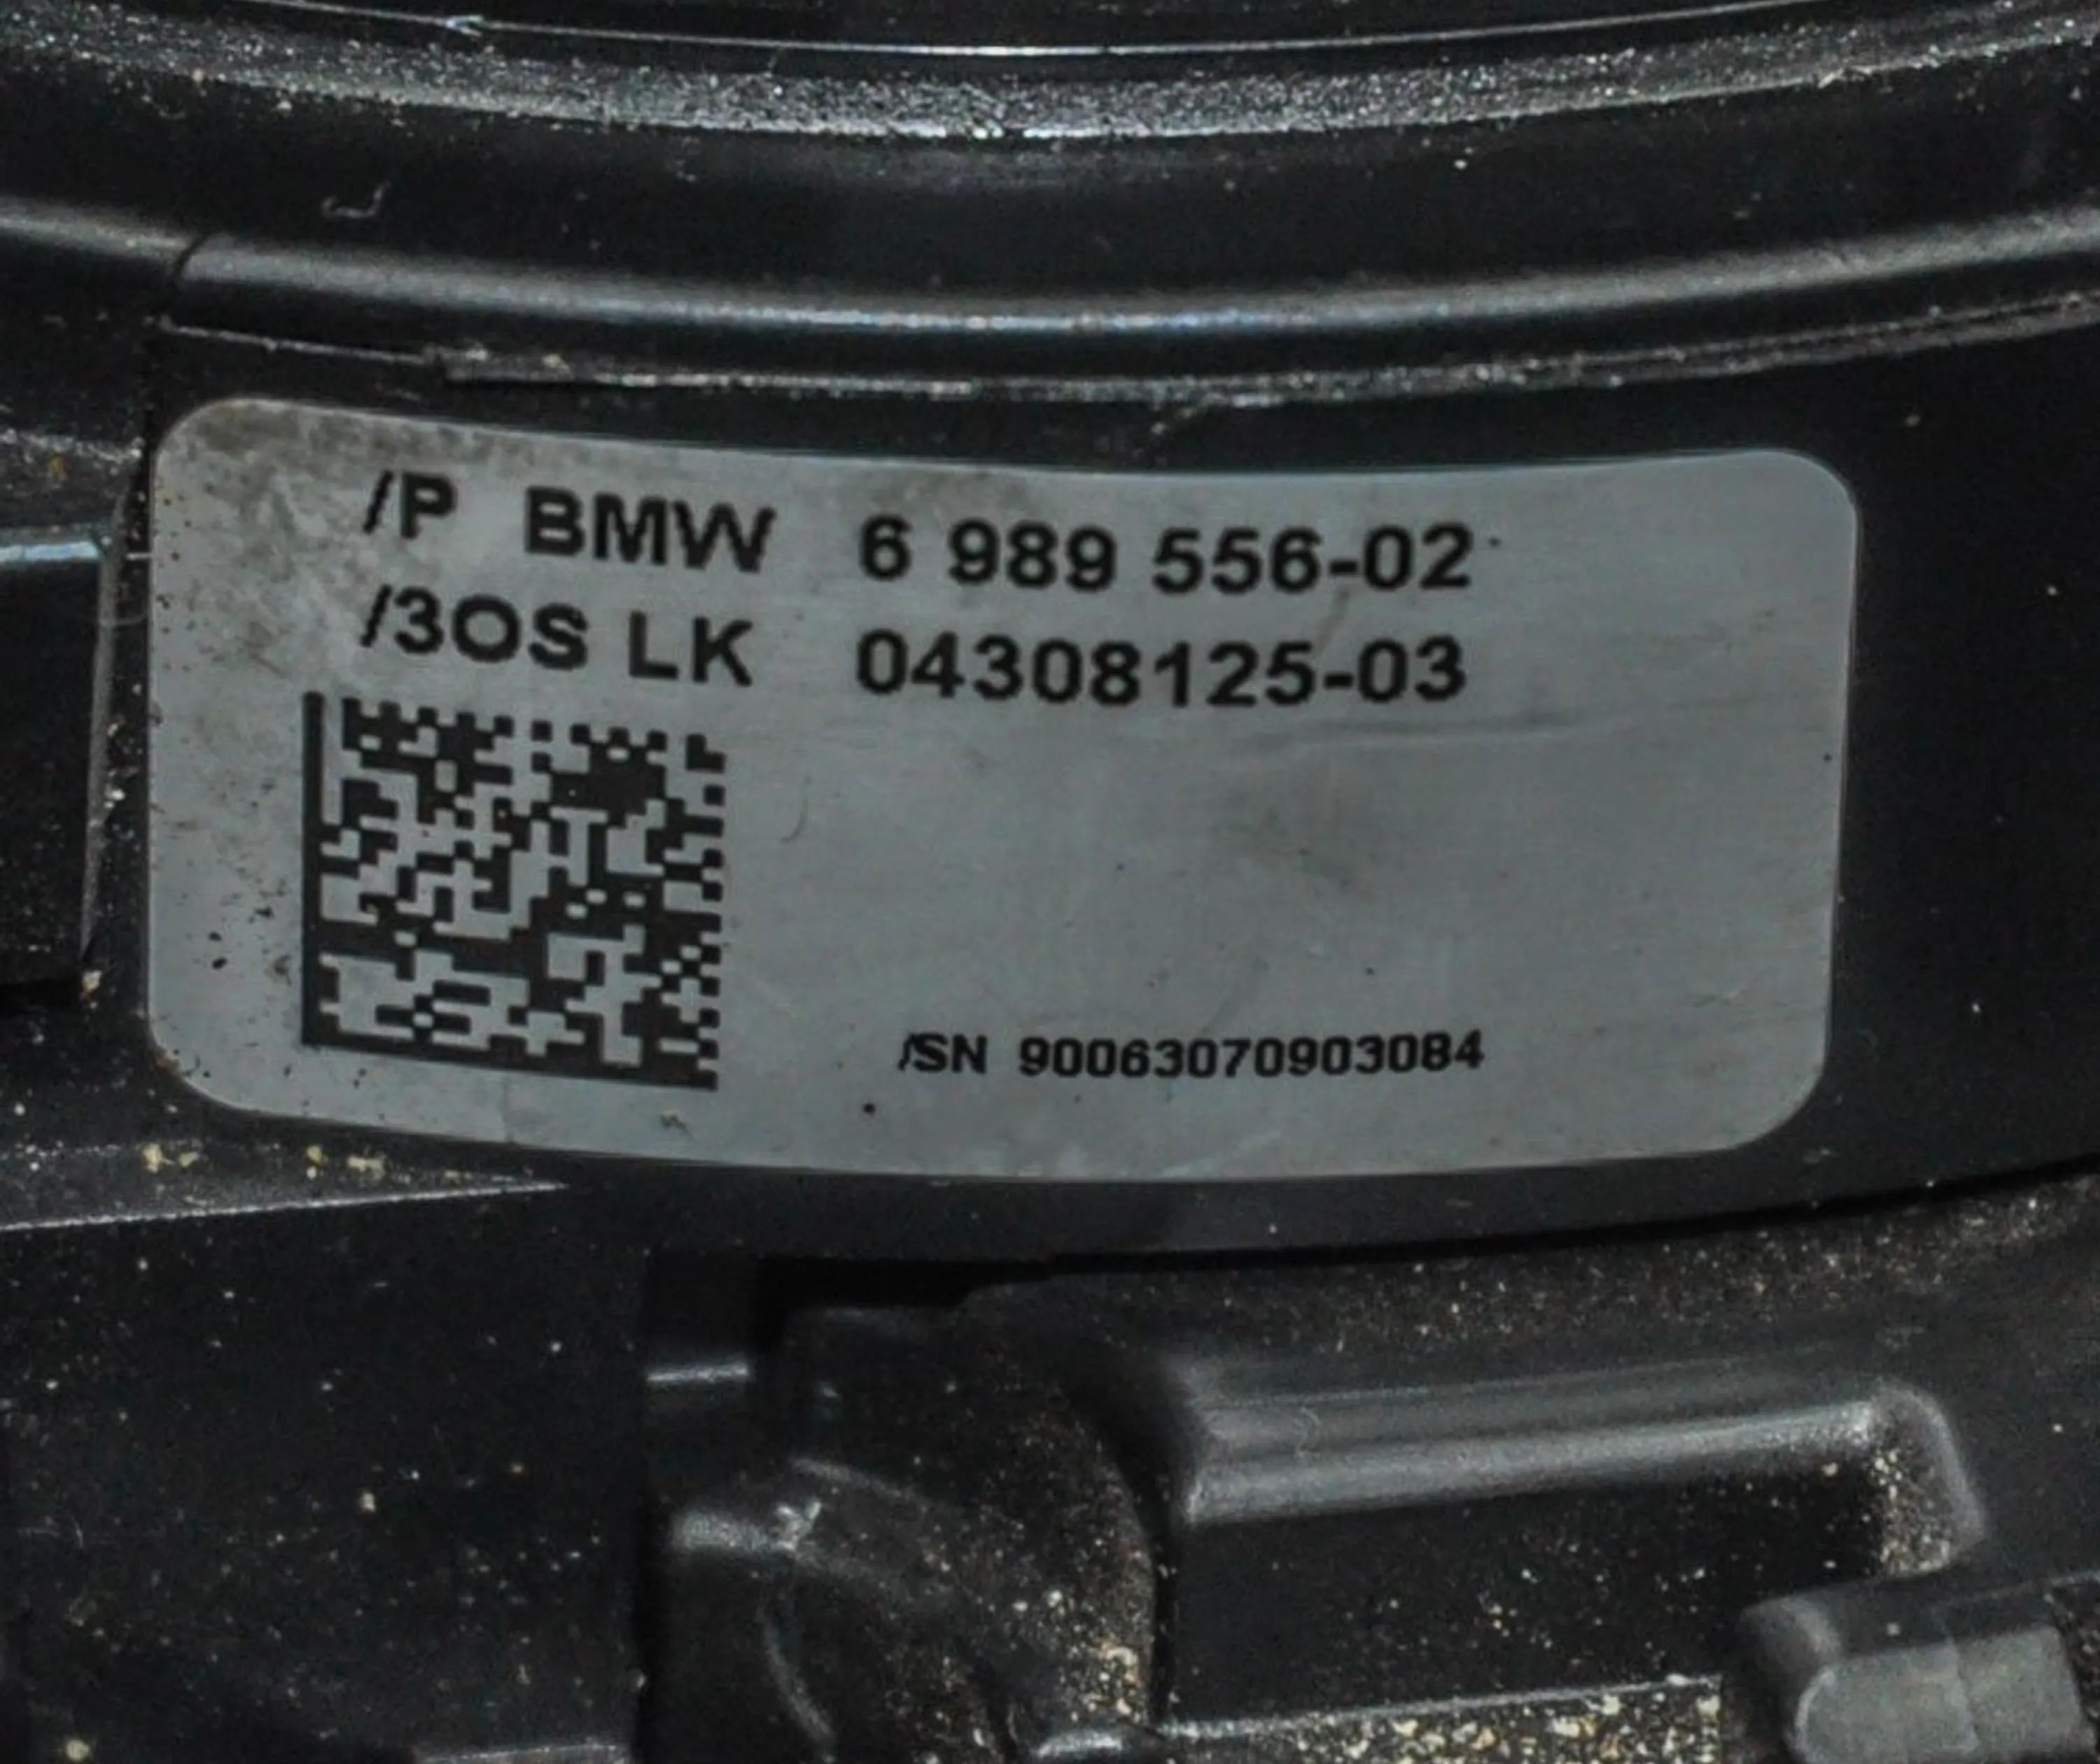 /P BMW 6 989 556-02
/3OS LK 04308125-03
/SN 90063070903084